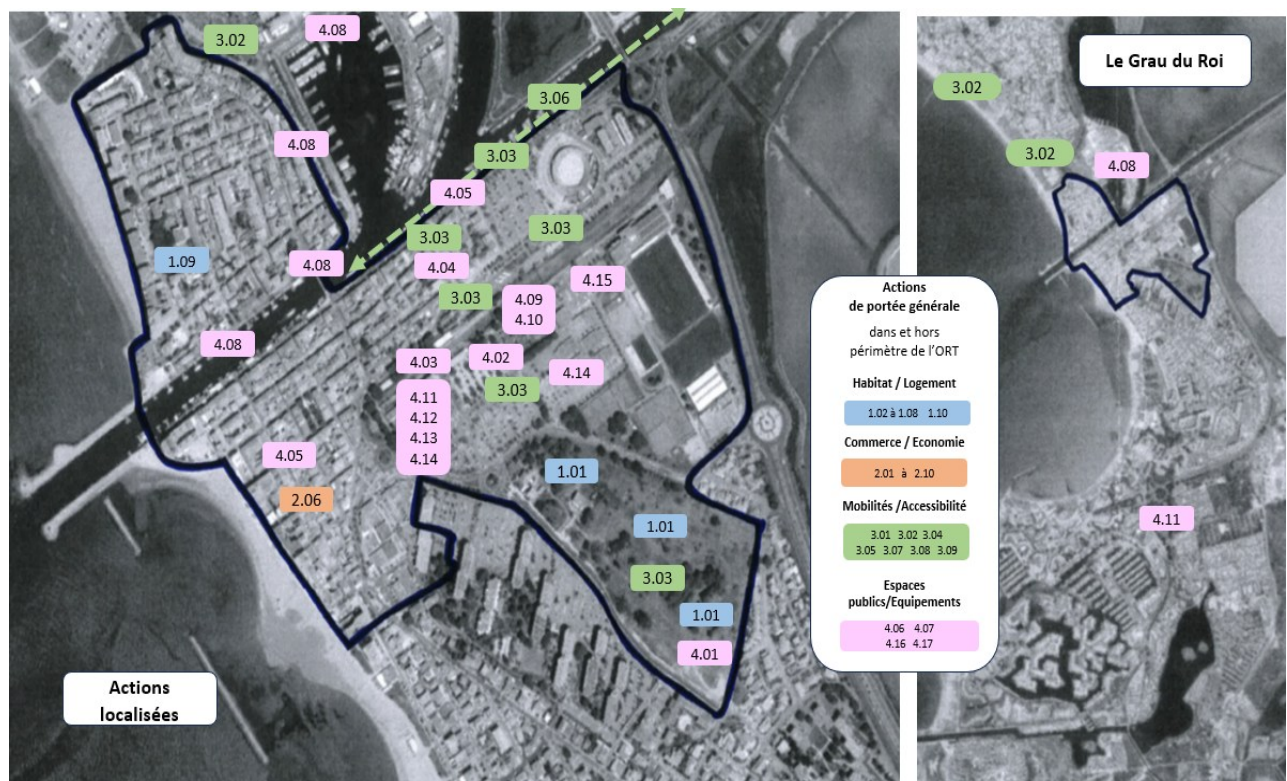 3.02
4.08
3.06
4.08
3.03
4.05
3.03
3.03
1.09
4.08
4.04
4.15
3.03
4.09
4.10
4.08
4.03
4.02
4.14
3.03
4.11
4.12
4.13
4.14
4.05
1.01
2.06
1.01
3.03
1.01
4.01
Actions
localisées
Le Grau du Roi
3.02
3.02
4.08
4.11
Actions
de portée générale
dans et hors
périmètre de l'ORT
Habitat / Logement
1.02 à 1.08 1.10
Commerce / Economie
2.01 à 2.10
Mobilités /Accessibilité
3.01 3.02 3.04
3.05 3.07 3.08 3.09
Espaces
publics/Equipements
4.06 4.07
4.16 4.17